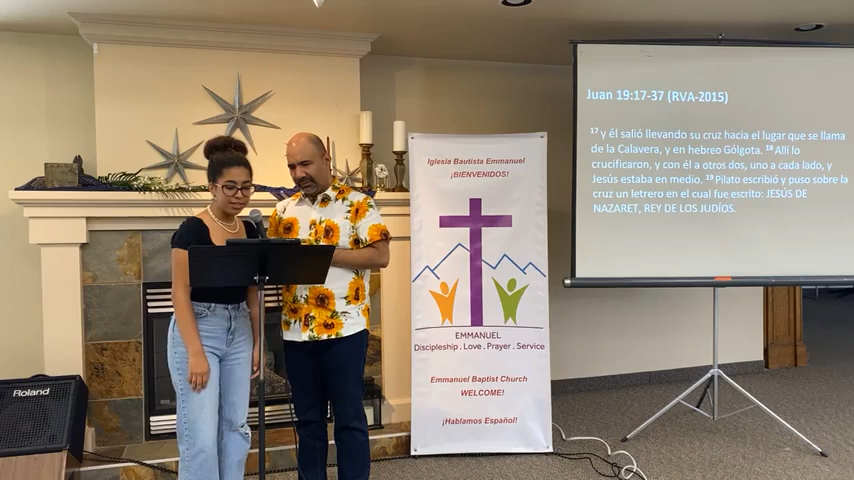 Iglesia Bautista Emmanuel
¡BIENVENIDOS!
EMMANUEL
Discipleship . Love . Prayer . Service
Emmanuel Baptist Church
WELCOME!
¡Hablamos Español!
Juan 19:17-37 (RVA-2015)
17 y él salió llevando su cruz hacia el lugar que se llama
de la Calavera, y en hebreo Gólgota. 18 Allí lo
crucificaron, y con él a otros dos, uno a cada lado, y
Jesús estaba en medio. 19 Pilato escribió y puso sobre la
cruz un letrero en el cual fue escrito: JESÚS DE
NAZARET, REY DE LOS JUDÍOS.
Roland